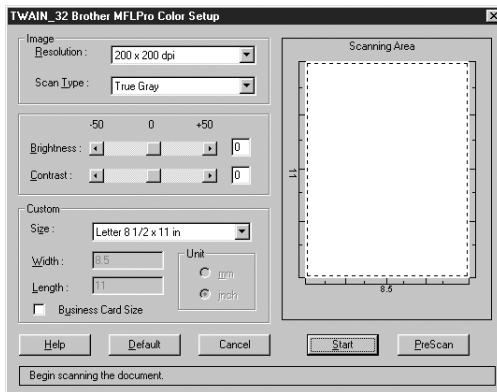 TWAIN_32 Brother MFLPro Color Setup
Image
Resolution : 200 x 200 dpi
Scan Type : True Gray
-50 0 +50
Brightness : 0
Contrast : 0
Custom
Size : Letter 8 1/2 x 11 in
Width : 8.5
Length : 11
Unit
mm
inch
Business Card Size
Scanning Area
11
8.5
Help Default Cancel Start PreScan
Begin scanning the document.